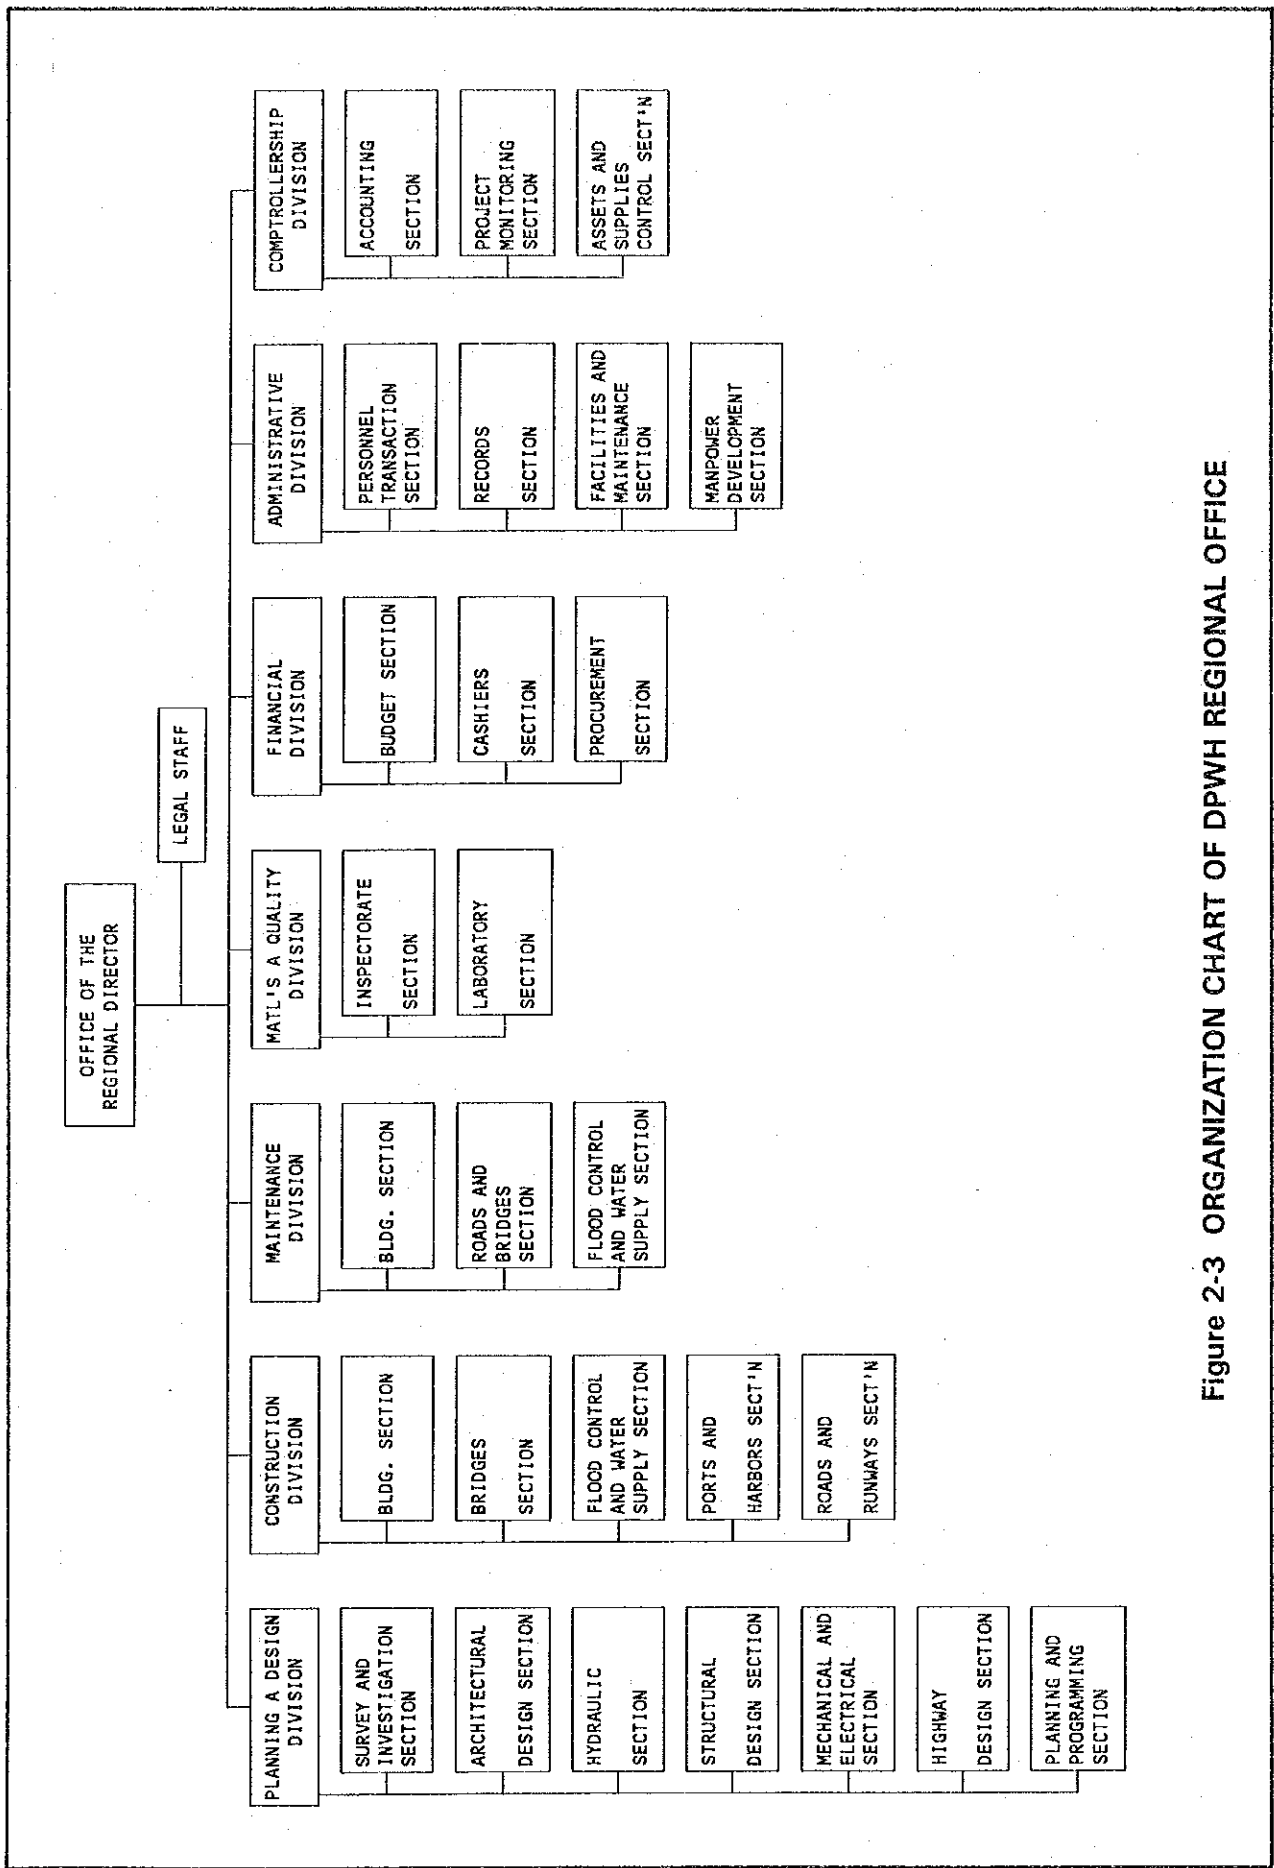 OFFICE OF THE
REGIONAL DIRECTOR
LEGAL STAFF
PLANNING A DESIGN
DIVISION
SURVEY AND
INVESTIGATION
SECTION
ARCHITECTURAL
DESIGN SECTION
HYDRAULIC
SECTION
STRUCTURAL
DESIGN SECTION
MECHANICAL AND
ELECTRICAL
SECTION
HIGHWAY
DESIGN SECTION
PLANNING AND
PROGRAMMING
SECTION
CONSTRUCTION
DIVISION
BLDG. SECTION
BRIDGES
SECTION
FLOOD CONTROL
AND WATER
SUPPLY SECTION
PORTS AND
HARBORS SECT'N
ROADS AND
RUNWAYS SECT'N
MAINTENANCE
DIVISION
BLDG. SECTION
ROADS AND
BRIDGES
SECTION
FLOOD CONTROL
AND WATER
SUPPLY SECTION
MATL'S A QUALITY
DIVISION
INSPECTORATE
SECTION
LABORATORY
SECTION
FINANCIAL
DIVISION
BUDGET SECTION
CASHIERS
SECTION
PROCUREMENT
SECTION
ADMINISTRATIVE
DIVISION
PERSONNEL
TRANSACTION
SECTION
RECORDS
SECTION
FACILITIES AND
MAINTENANCE
SECTION
MANPOWER
DEVELOPMENT
SECTION
COMPTROLLERSHIP
DIVISION
ACCOUNTING
SECTION
PROJECT
MONITORING
SECTION
ASSETS AND
SUPPLIES
CONTROL SECT'N
Figure 2-3 ORGANIZATION CHART OF DPWH REGIONAL OFFICE